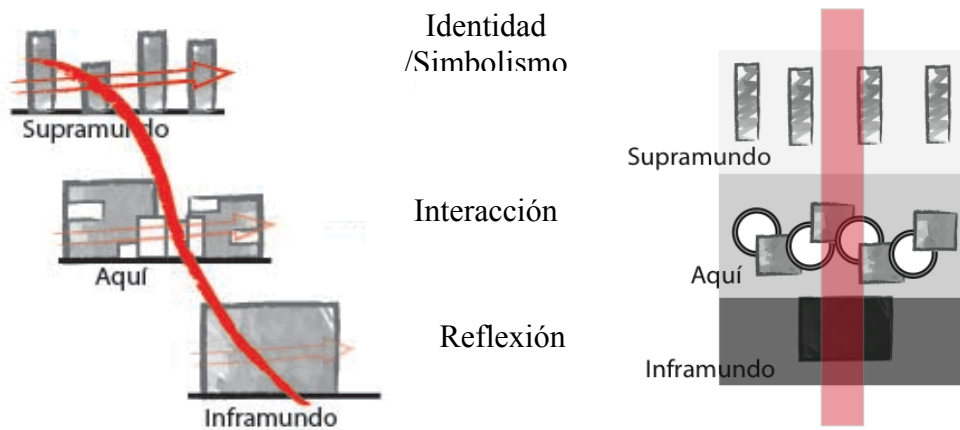 Identidad
/Simbolismo
Supramundo
Supramundo
Interacción
Aquí
Aquí
Reflexión
Inframundo
Inframundo